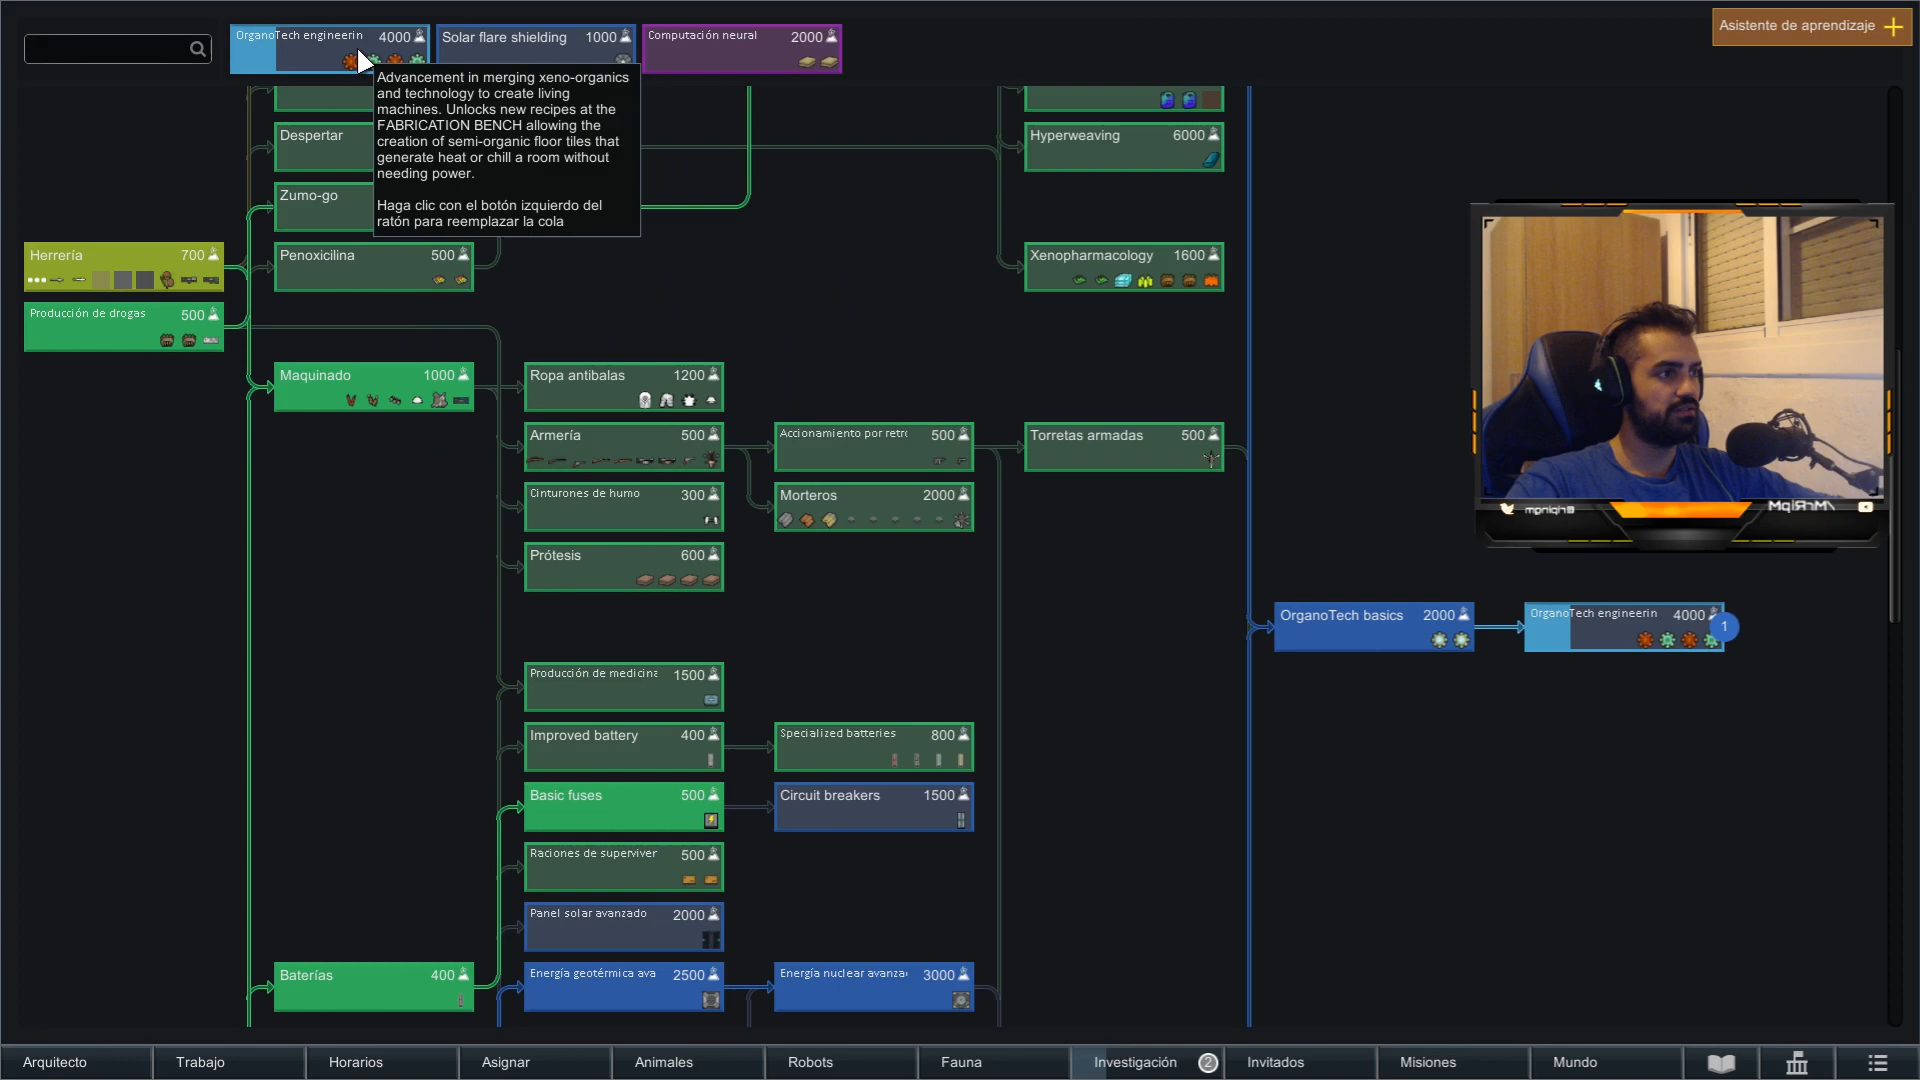 OrganoTech engineerin 4000
Solar flare shielding 1000
Computación neural 2000
Asistente de aprendizaje
Advancement in merging xeno-organics
and technology to create living
machines. Unlocks new recipes at the
FABRICATION BENCH allowing the
creation of semi-organic floor tiles that
generate heat or chill a room without
needing power.
Haga clic con el botón izquierdo del
ratón para reemplazar la cola
Despertar
Hyperweaving 6000
Zumo-go
Herrería 700
Penoxicilina 500
Xenopharmacology 1600
Producción de drogas 500
Maquinado 1000
Ropa antibalas 1200
Armería 500
Accionamiento por retro 500
Torretas armadas 500
Cinturones de humo 300
Morteros 2000
mpnipm@
MqiЯhM
Prótesis 600
OrganoTech basics 2000
OrganoTech engineerin 4000
1
Producción de medicina 1500
Improved battery 400
Specialized batteries 800
Basic fuses 500
Circuit breakers 1500
Raciones de superviver 500
Panel solar avanzado 2000
Baterías 400
Energía geotérmica ava 2500
Energía nuclear avanza 3000
Arquitecto
Trabajo
Horarios
Asignar
Animales
Robots
Fauna
Investigación 2
Invitados
Misiones
Mundo